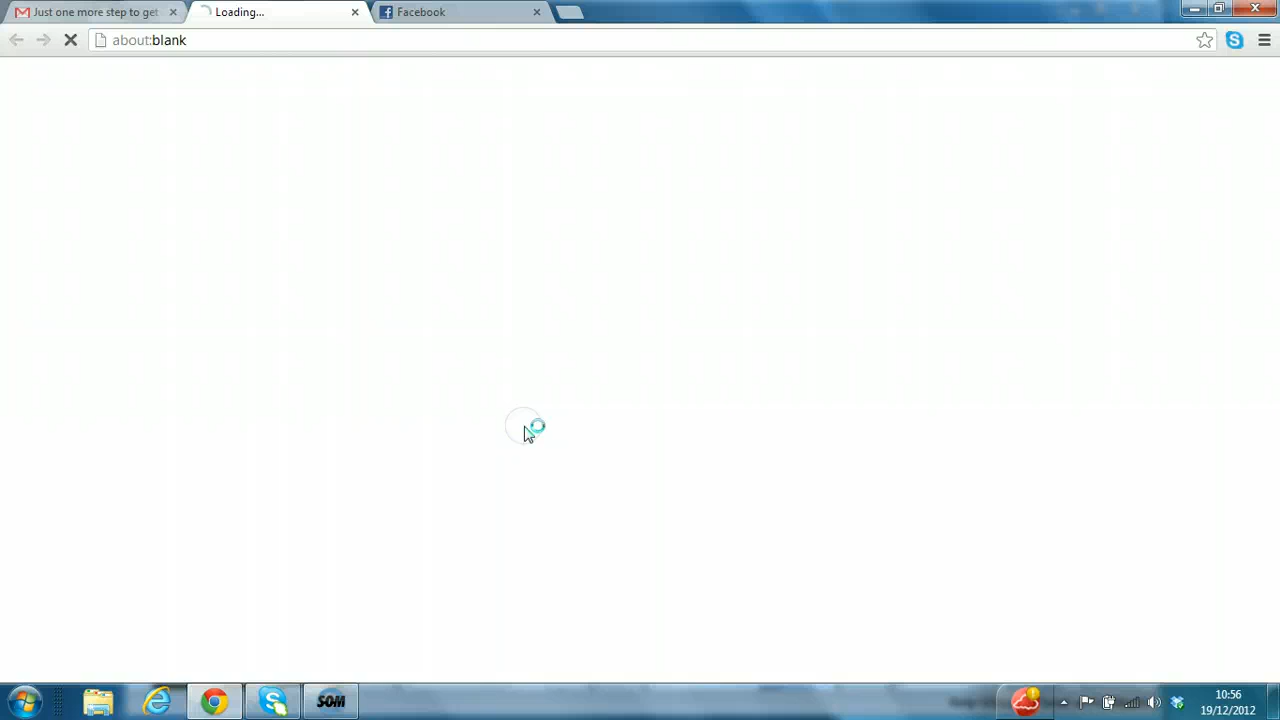 Just one more step to get
Loading...
Facebook
about:blank
SOM
10:56
19/12/2012